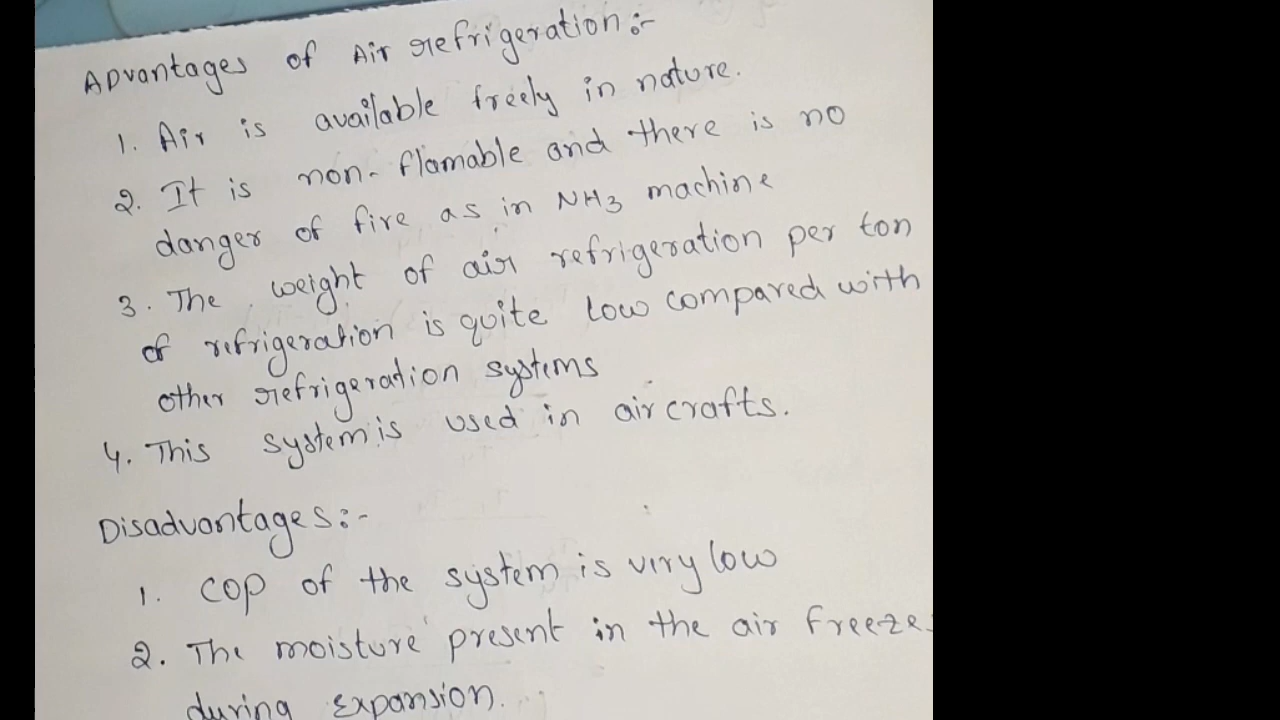 Advantages of Air refrigeration:-
1. Air is available freely in nature.
2. It is non-flamable and there is no
danger of fire as in NH3 machine
3. The weight of air refrigeration per ton
of refrigeration is quite low compared with
other refrigeration systems
4. This system is used in air crafts.
Disadvantages:-
1. COP of the system is very low
2. The moisture present in the air freeze
during expansion.